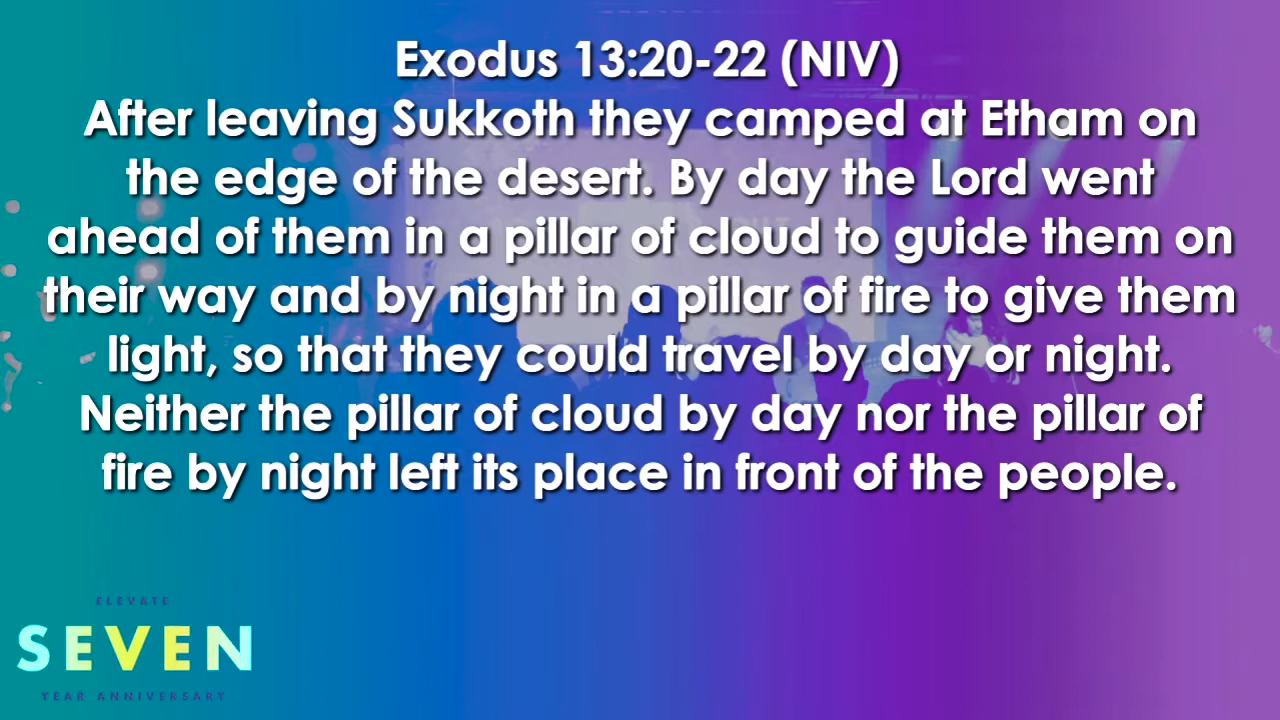 Exodus 13:20-22 (NIV)
After leaving Sukkoth they camped at Etham on
the edge of the desert. By day the Lord went
ahead of them in a pillar of cloud to guide them on
their way and by night in a pillar of fire to give them
light, so that they could travel by day or night.
Neither the pillar of cloud by day nor the pillar of
fire by night left its place in front of the people.
ELEVATE
SEVEN
YEAR ANNIVERSARY